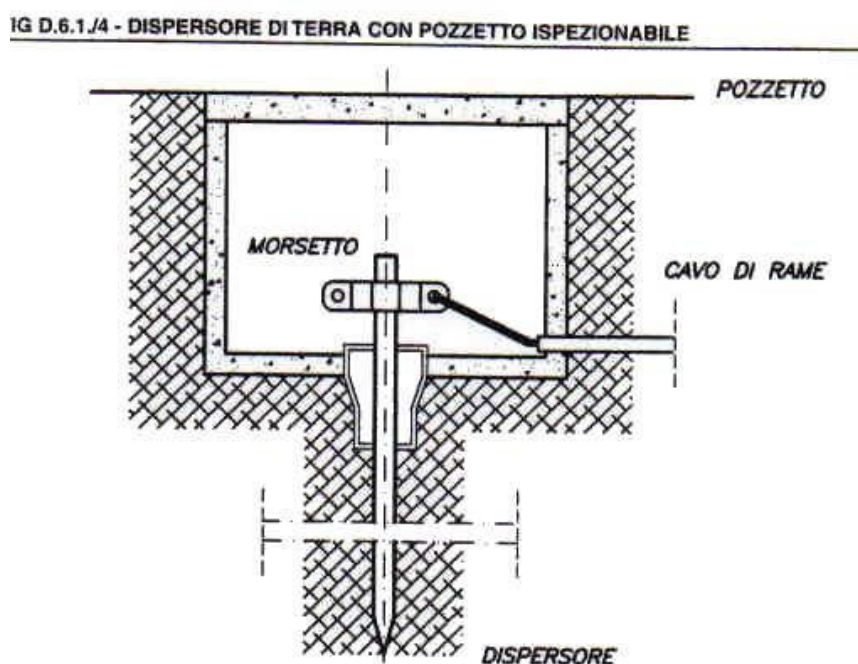 IG D.6.1./4 - DISPERSORE DI TERRA CON POZZETTO ISPEZIONABILE
POZZETTO
MORSETTO
CAVO DI RAME
DISPERSORE